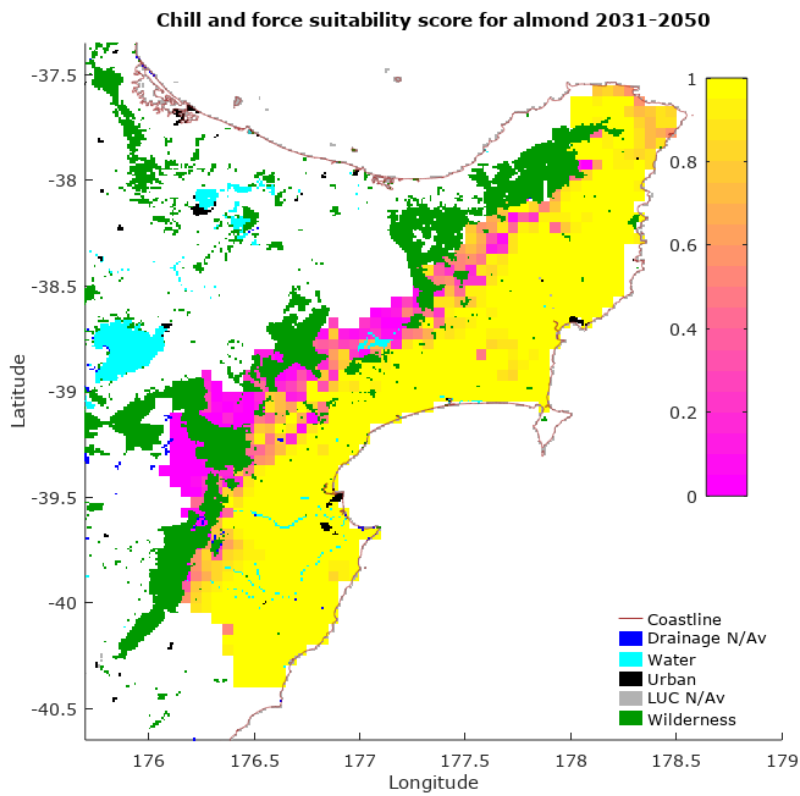 Chill and force suitability score for almond 2031-2050
-37.5
-38
-38.5
-39
-39.5
-40
-40.5
Latitude
1
0.8
0.6
0.4
0.2
0
Coastline
Drainage N/Av
Water
Urban
LUC N/Av
Wilderness
176
176.5
177
177.5
178
178.5
179
Longitude